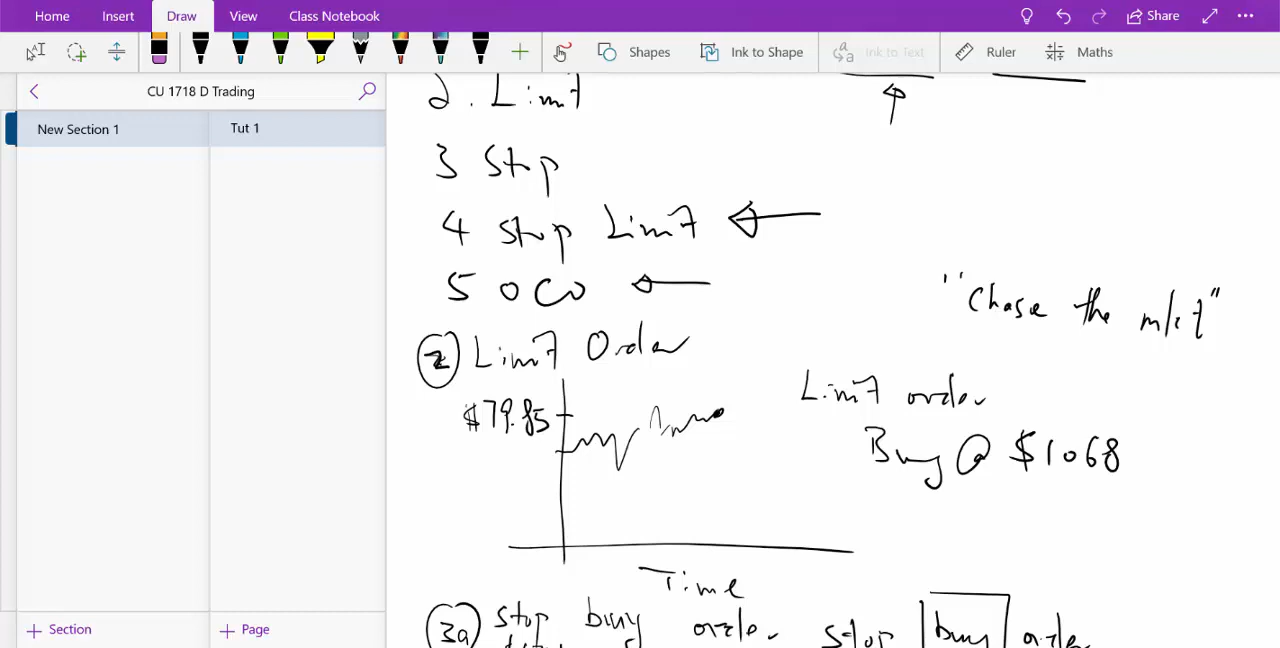 Home Insert Draw View Class Notebook Share
Shapes Ink to Shape Ink to Text Ruler Maths
CU 1718 D Trading
New Section 1 Tut 1
2. Limit
3 Stop
4 Stop Limit
5 OCO
"Chase the mkt"
2 Limit Order
$79.85
Limit order
Buy @ $1068
Time
3a stop buy order stop buy order
+ Section + Page